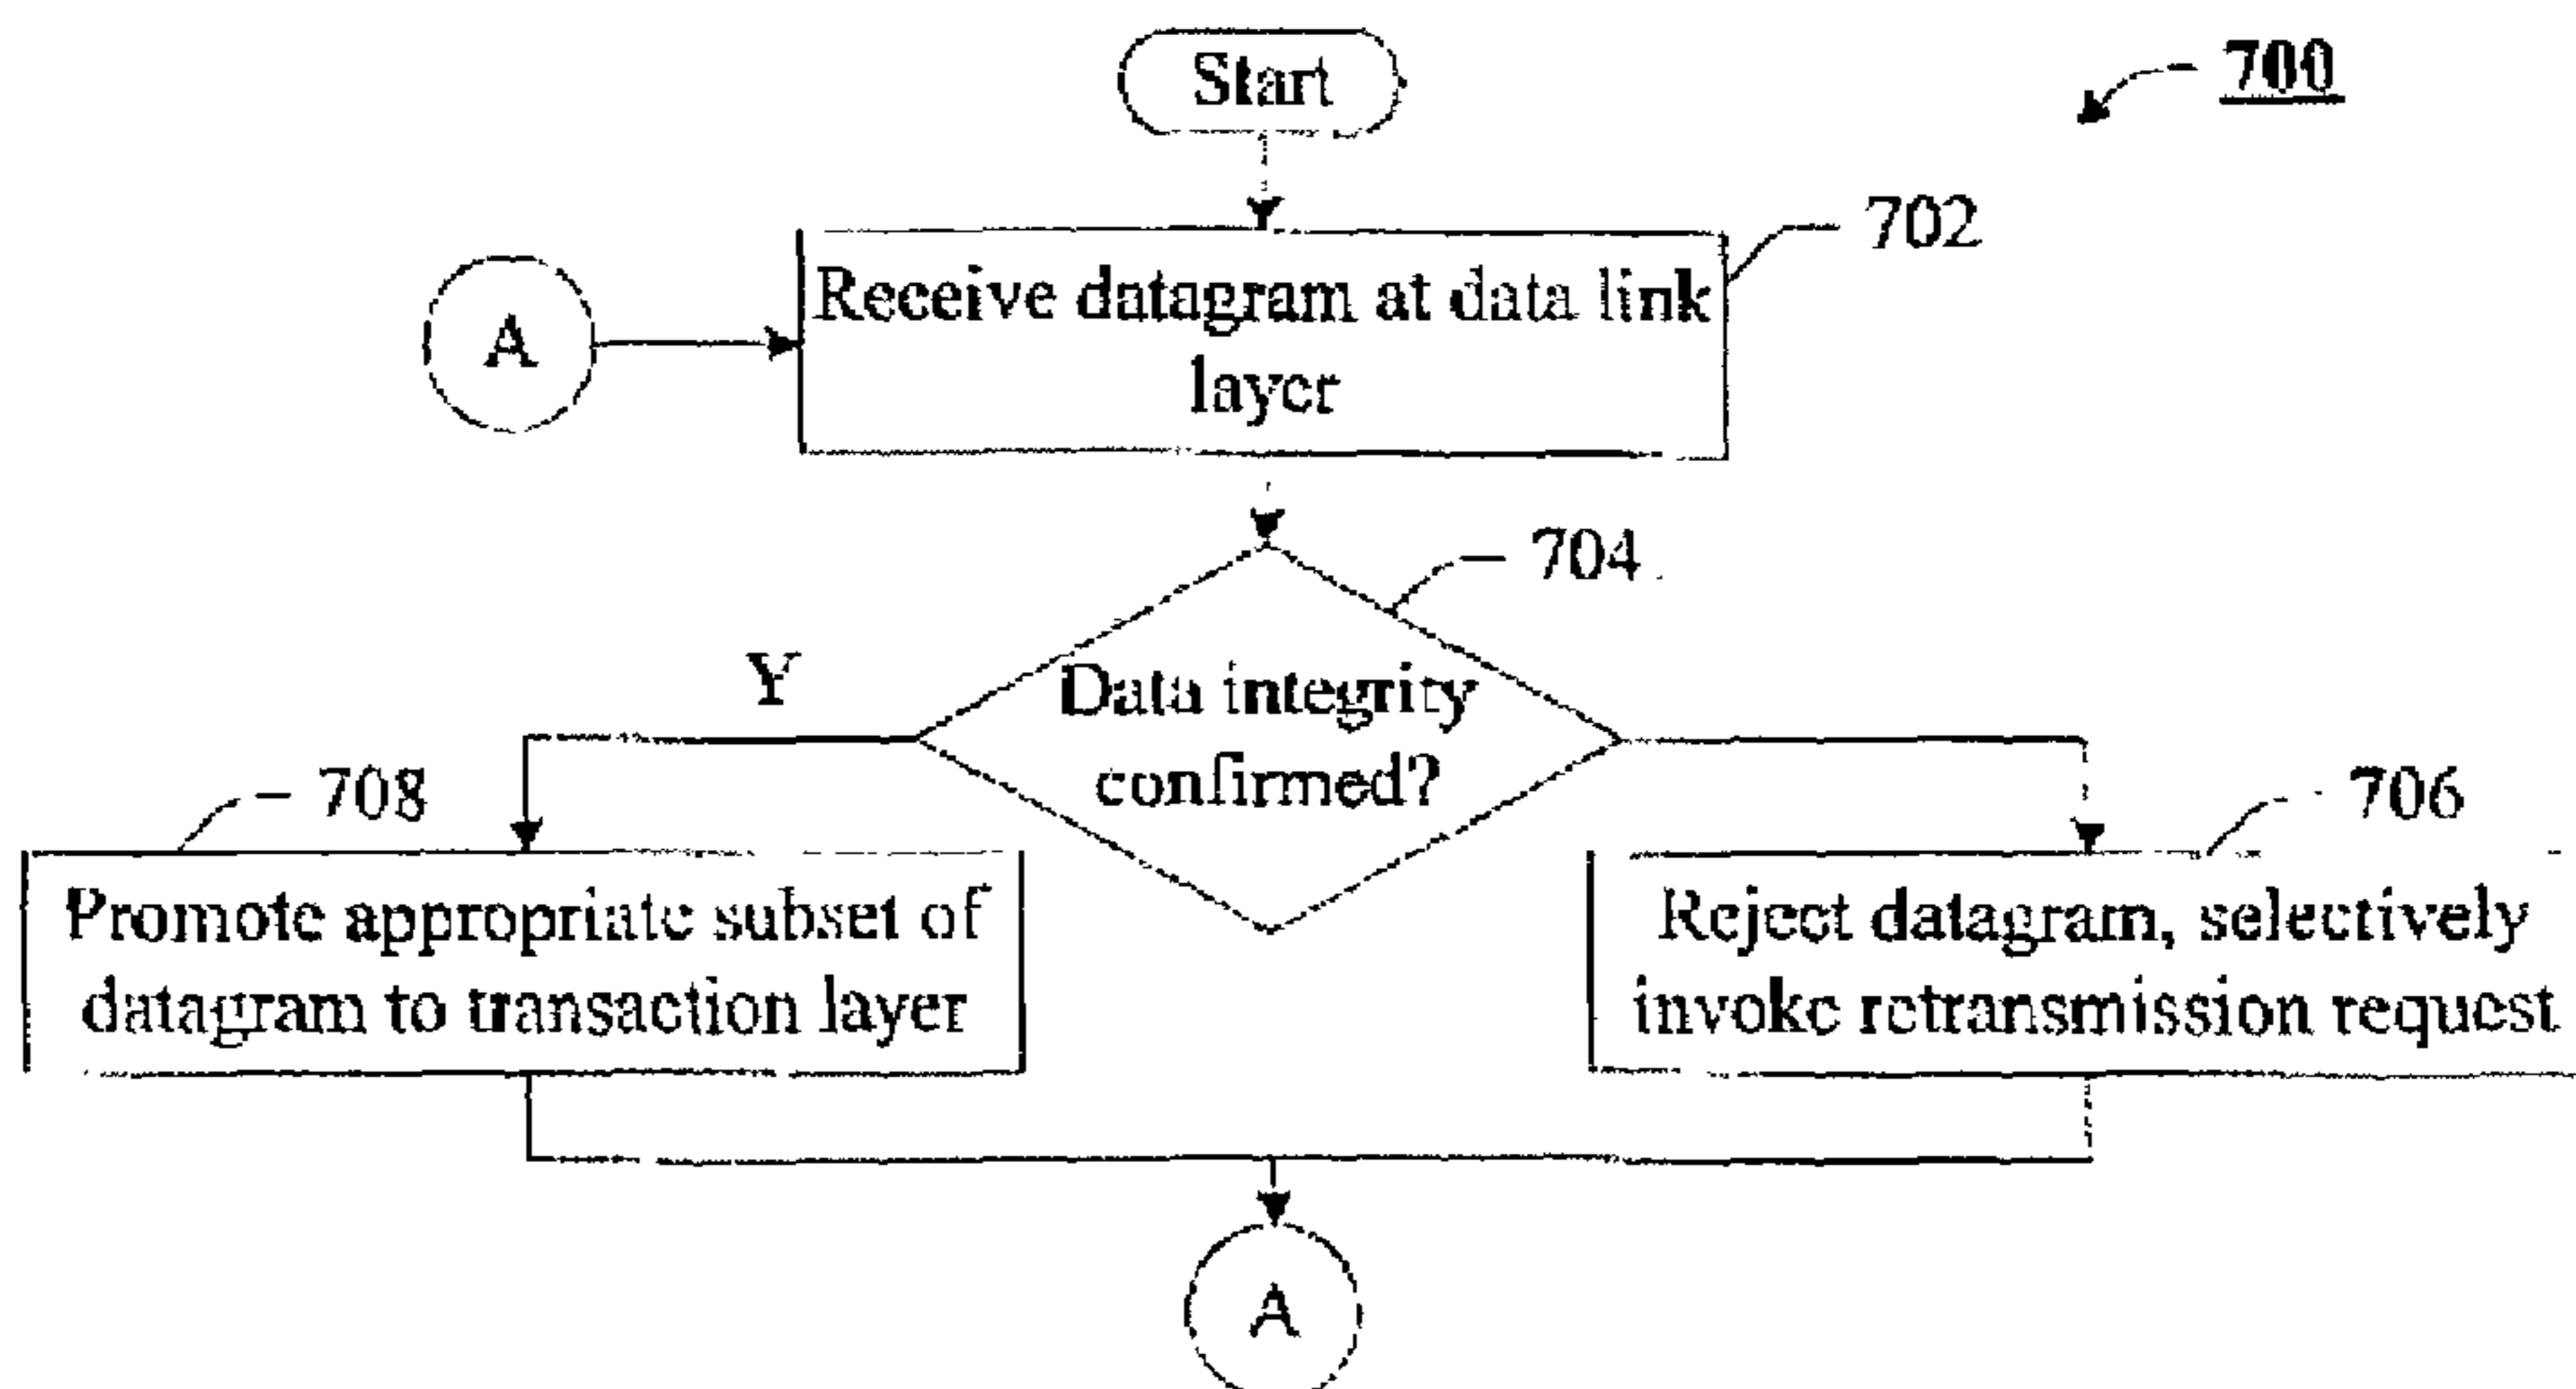 Start
700
702
Receive datagram at data link
layer
A
704
Y
Data integrity
confirmed?
708
706
Promote appropriate subset of
datagram to transaction layer
Reject datagram, selectively
invoke retransmission request
A